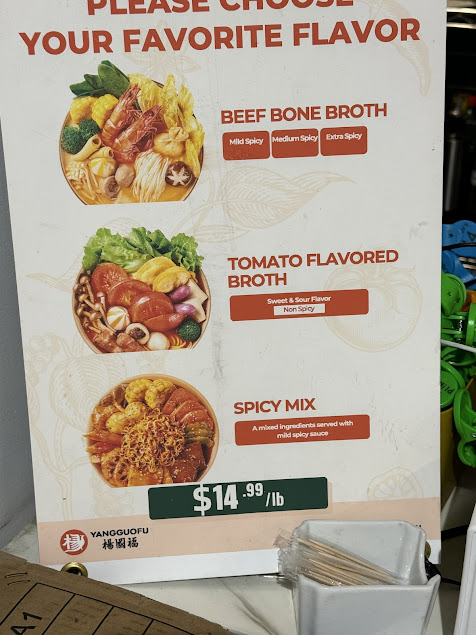 PLEASE CHOOSE
YOUR FAVORITE FLAVOR
BEEF BONE BROTH
Mild Spicy
Medium Spicy
Extra Spicy
TOMATO FLAVORED
BROTH
Sweet & Sour Flavor
Non Spicy
SPICY MIX
A mixed ingredients served with
mild spicy sauce
$14.99/lb
楊 YANGGUOFU
楊國福
A1